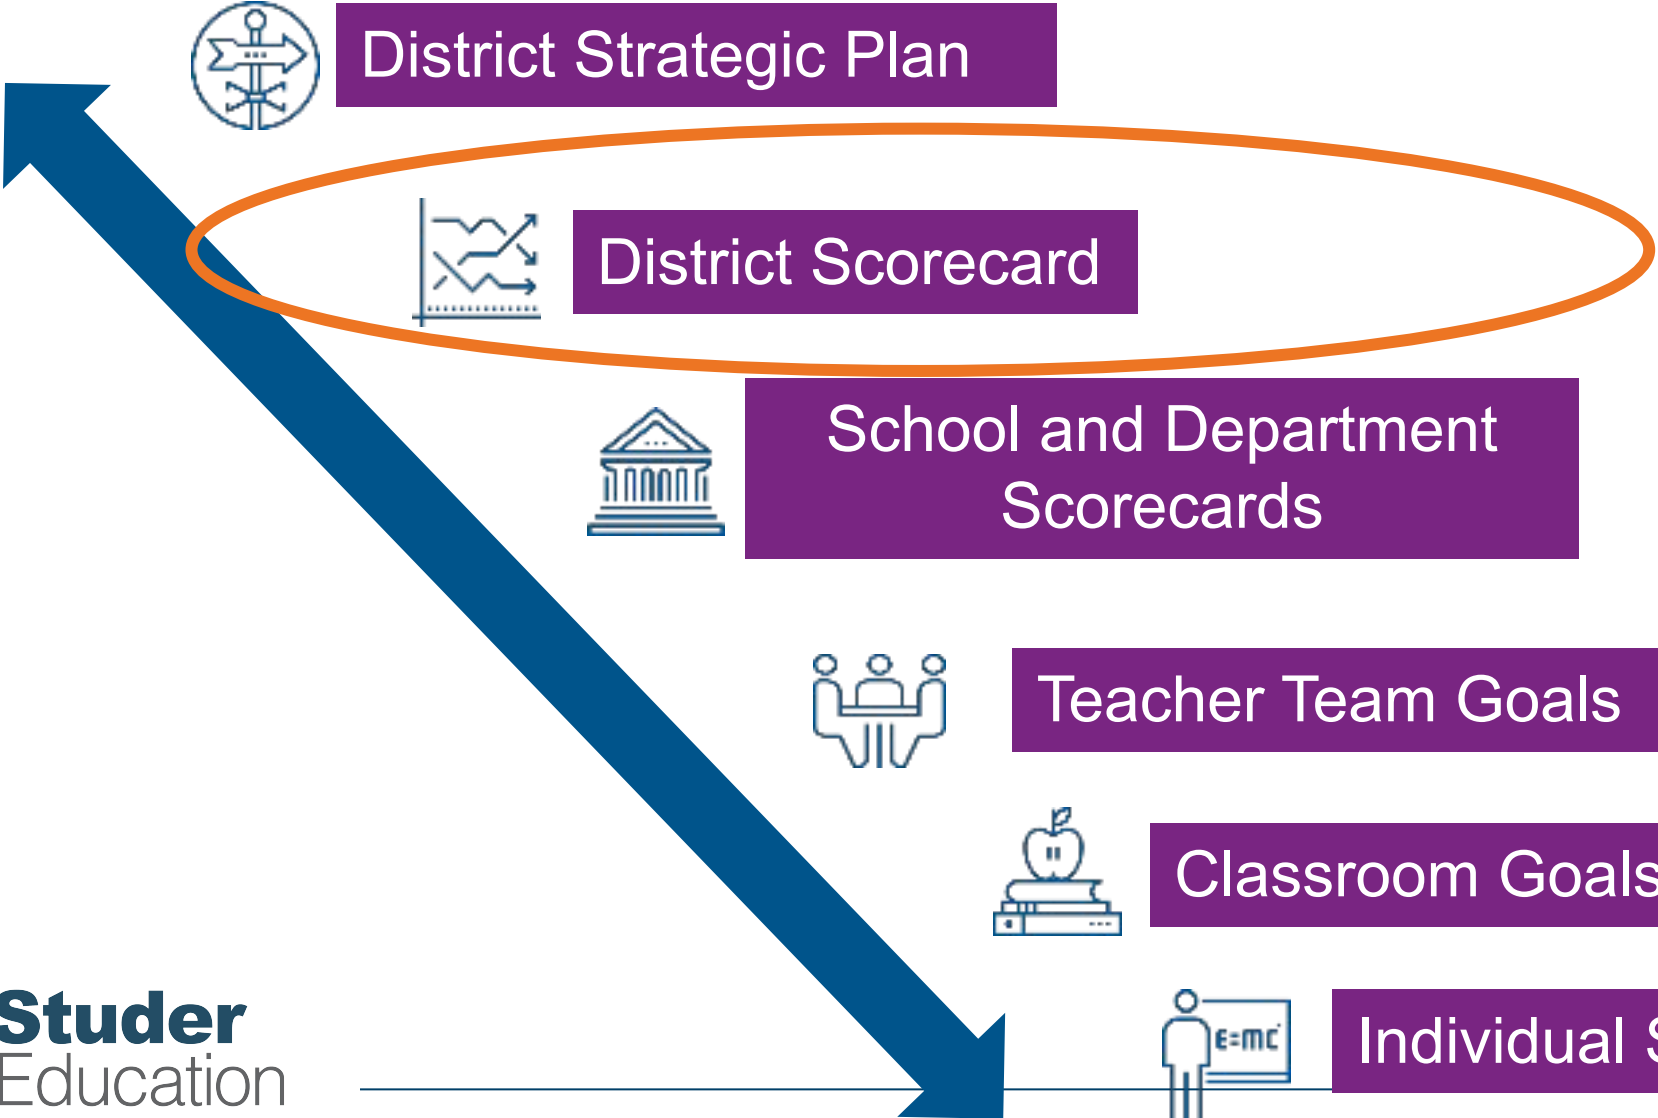 District Strategic Plan
District Scorecard
School and Department
Scorecards
Teacher Team Goals
Classroom Goals
E=mc
Individual S
Studer
Education